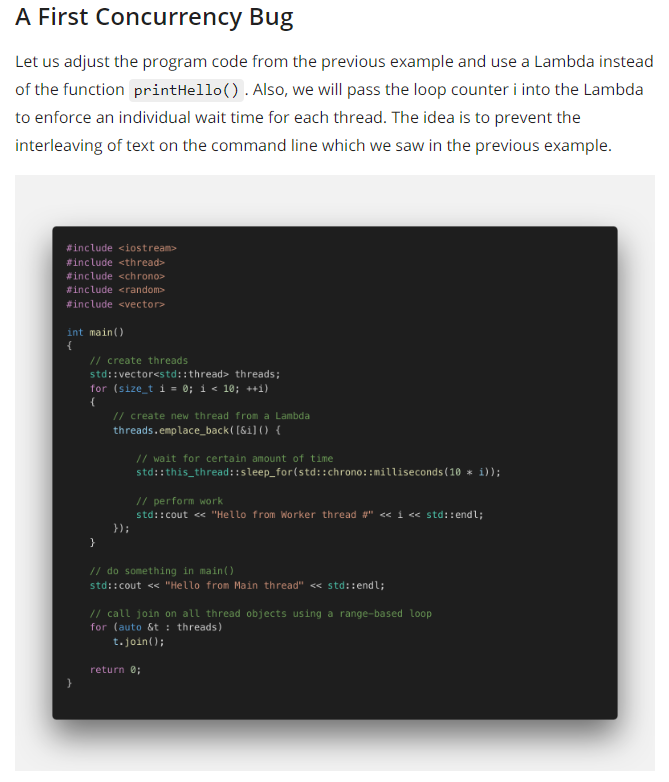 A First Concurrency Bug
Let us adjust the program code from the previous example and use a Lambda instead
of the function printHello() . Also, we will pass the loop counter i into the Lambda
to enforce an individual wait time for each thread. The idea is to prevent the
interleaving of text on the command line which we saw in the previous example.
#include <iostream>
#include <thread>
#include <chrono>
#include <random>
#include <vector>
int main()
{
    // create threads
    std::vector<std::thread> threads;
    for (size_t i = 0; i < 10; ++i)
    {
        // create new thread from a Lambda
        threads.emplace_back([&i]() {
            // wait for certain amount of time
            std::this_thread::sleep_for(std::chrono::milliseconds(10 * i));
            // perform work
            std::cout << "Hello from Worker thread #" << i << std::endl;
        });
    }
    // do something in main()
    std::cout << "Hello from Main thread" << std::endl;
    // call join on all thread objects using a range-based loop
    for (auto &t : threads)
        t.join();
    return 0;
}